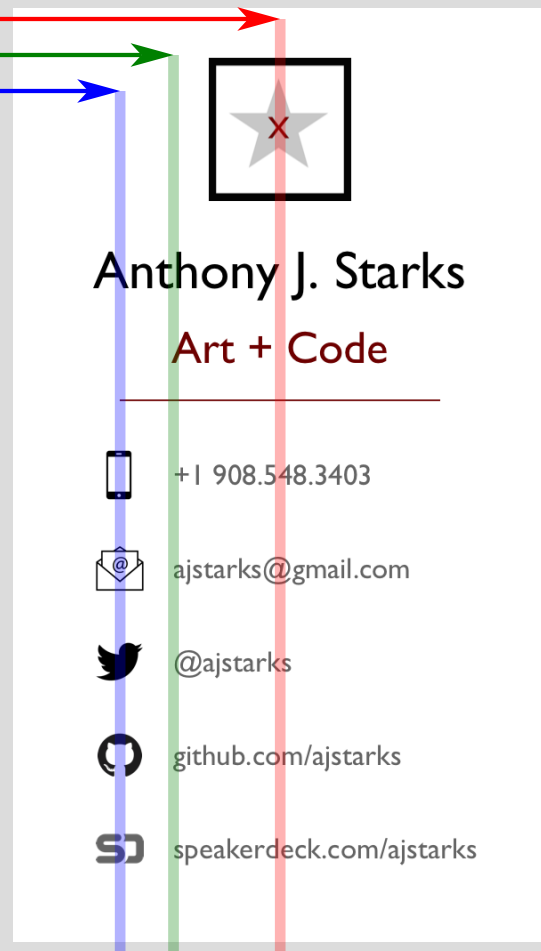 X
Anthony J. Starks
Art + Code
+1 908.548.3403
@
ajstarks@gmail.com
@ajstarks
github.com/ajstarks
speakerdeck.com/ajstarks